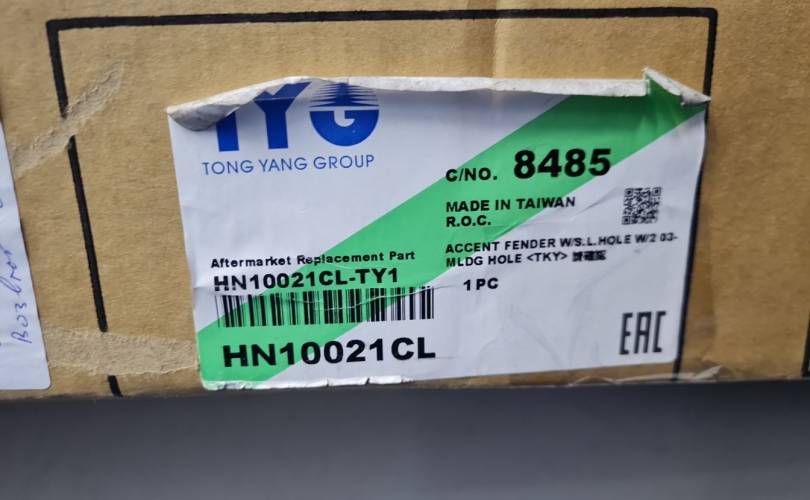 TYG
TONG YANG GROUP
C/NO. 8485
MADE IN TAIWAN
R.O.C.
ACCENT FENDER W/S.L.HOLE W/2 03-
MLDG HOLE <TKY>
1 PC
Aftermarket Replacement Part
HN10021CL-TY1
HN10021CL
EAC
Возврат